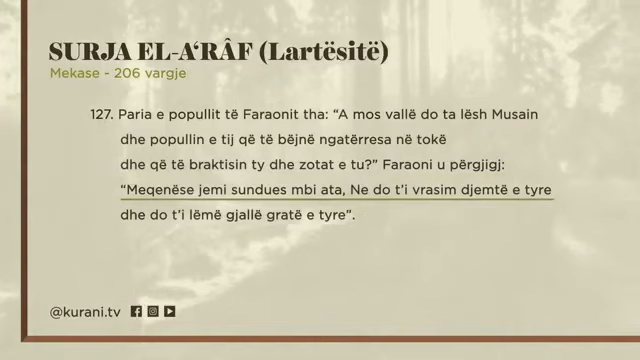 SURJA EL-A‘RÂF (Lartësitë)
Mekase - 206 vargje
127. Paria e popullit të Faraonit tha: “A mos vallë do ta lësh Musain
dhe popullin e tij që të bëjnë ngatërresa në tokë
dhe që të braktisin ty dhe zotat e tu?” Faraoni u përgjigj:
“Meqenëse jemi sundues mbi ata, Ne do t’i vrasim djemtë e tyre
dhe do t’i lëmë gjallë gratë e tyre”.
@kurani.tv